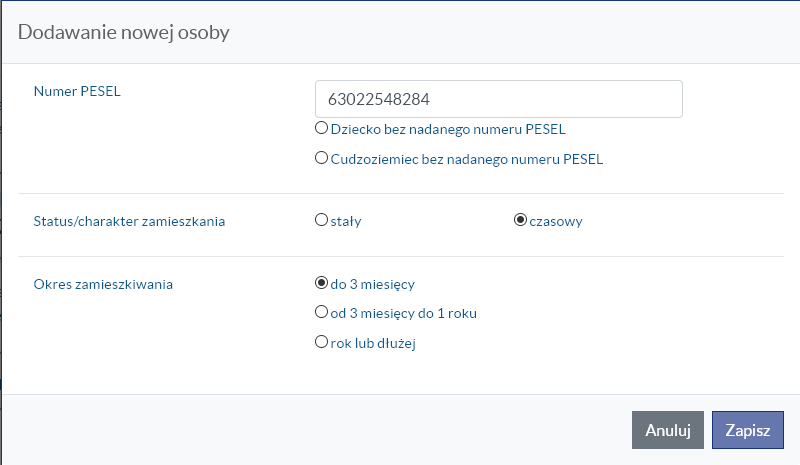 Dodawanie nowej osoby
Numer PESEL
63022548284
Dziecko bez nadanego numeru PESEL
Cudzoziemiec bez nadanego numeru PESEL
Status/charakter zamieszkania
stały
czasowy
Okres zamieszkiwania
do 3 miesięcy
od 3 miesięcy do 1 roku
rok lub dłużej
Anuluj
Zapisz